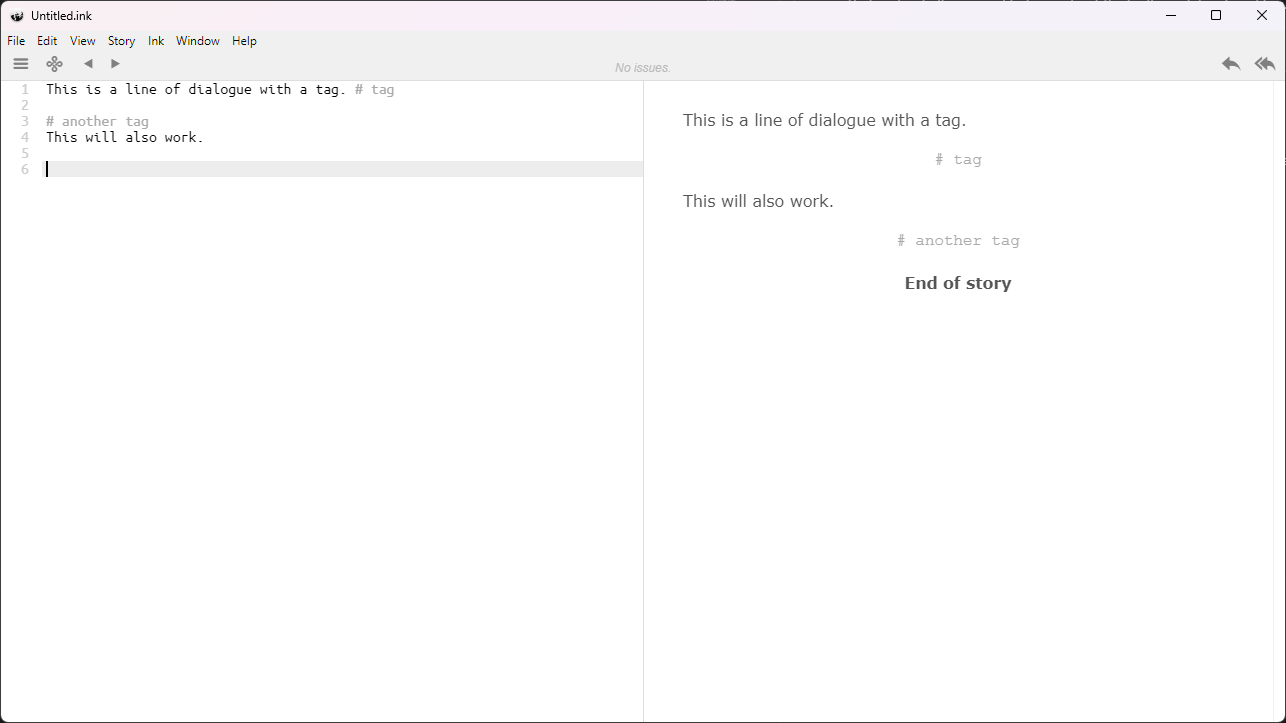 Untitled.ink
File Edit View Story Ink Window Help
No issues.
1 This is a line of dialogue with a tag. # tag
2
3 # another tag
4 This will also work.
5
6
This is a line of dialogue with a tag.
# tag
This will also work.
# another tag
End of story